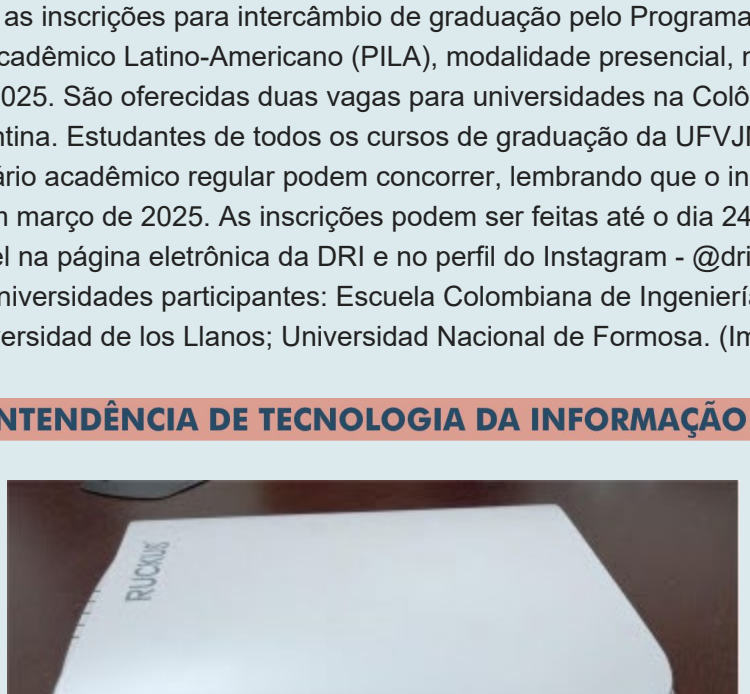 as inscrições para intercâmbio de graduação pelo Programa
cadêmico Latino-Americano (PILA), modalidade presencial, n
025. São oferecidas duas vagas para universidades na Colô
ntina. Estudantes de todos os cursos de graduação da UFVJM
ário acadêmico regular podem concorrer, lembrando que o in
m março de 2025. As inscrições podem ser feitas até o dia 24
el na página eletrônica da DRI e no perfil do Instagram - @dri
niversidades participantes: Escuela Colombiana de Ingeniería
ersidad de los Llanos; Universidad Nacional de Formosa. (Im
NTENDÊNCIA DE TECNOLOGIA DA INFORMAÇÃO
RUCKUS